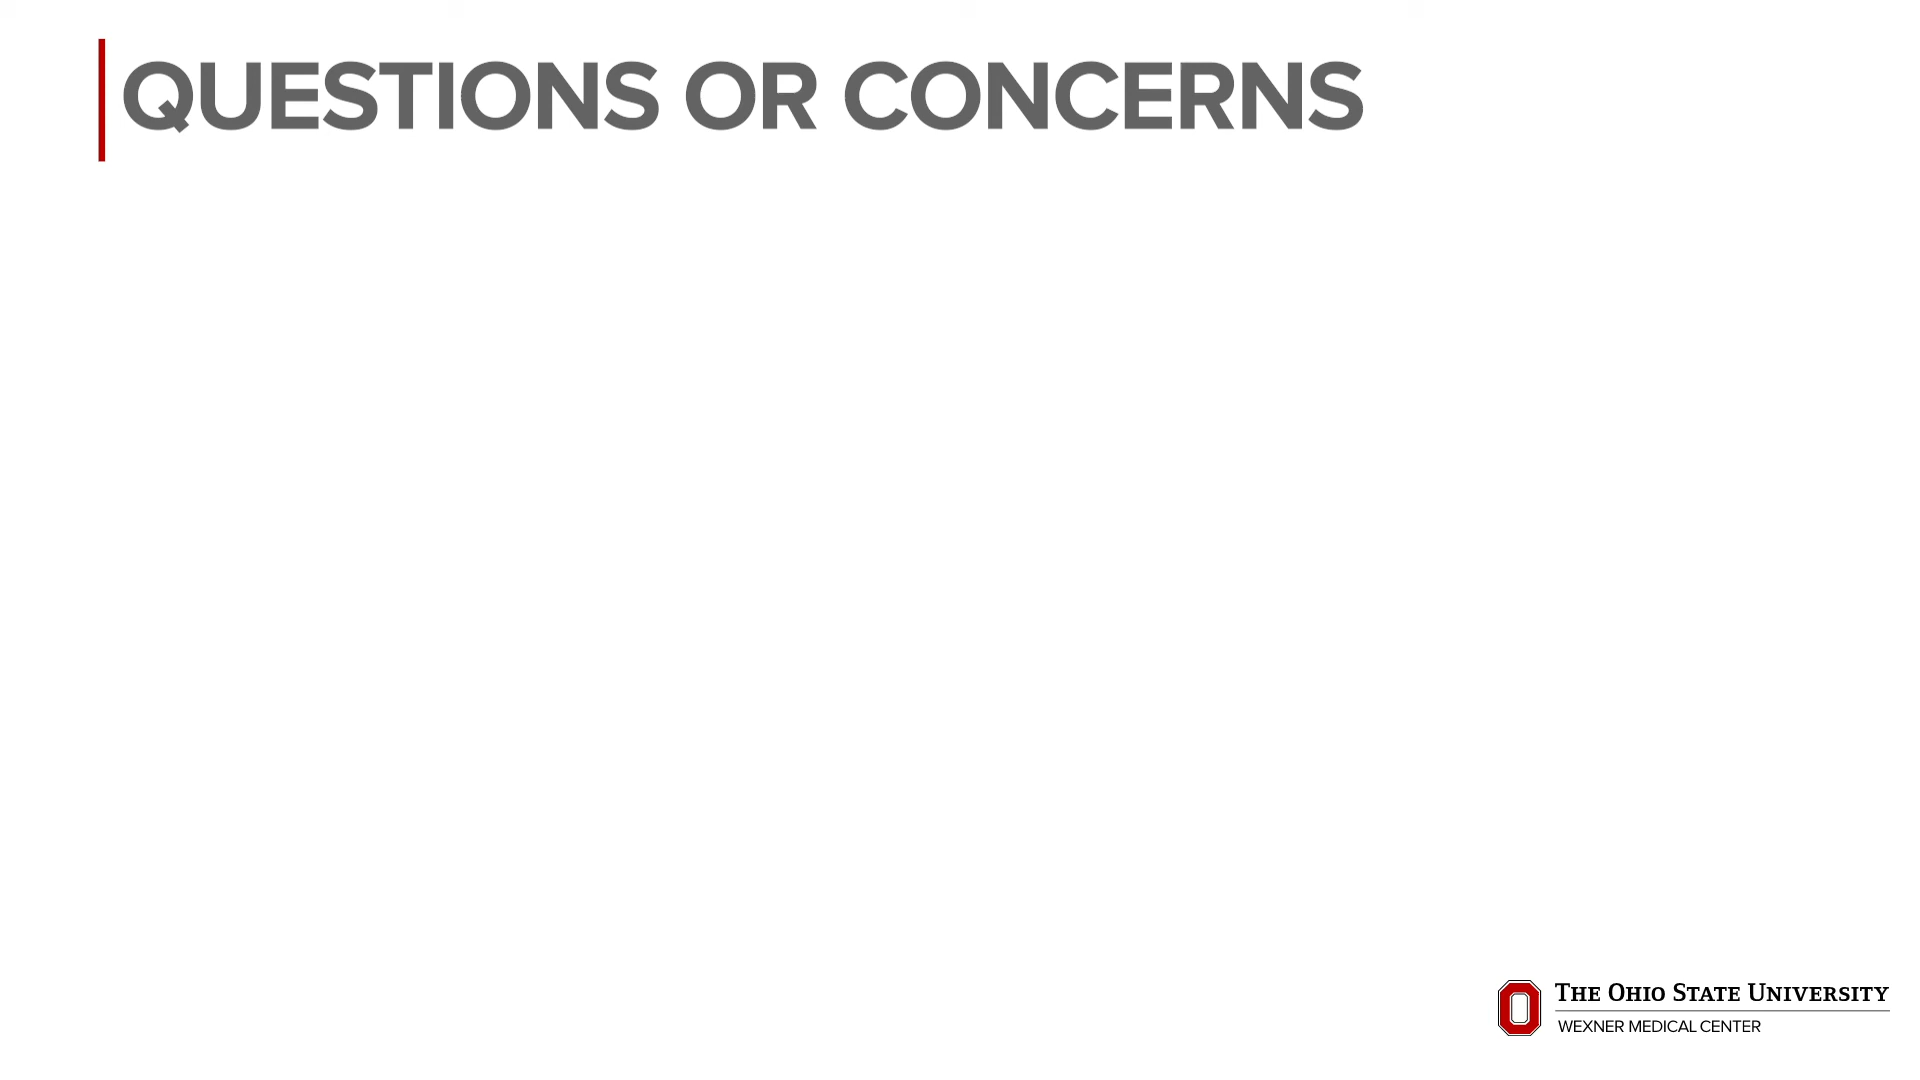 QUESTIONS OR CONCERNS
THE OHIO STATE UNIVERSITY
WEXNER MEDICAL CENTER